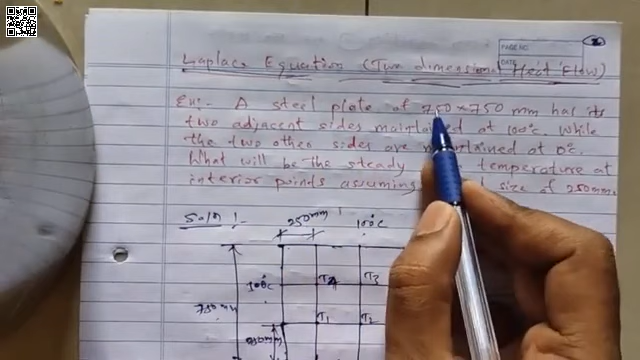 PAGE NO.
DATE
Laplace Equation (Two dimensional Heat Flow)
Ex:- A steel plate of 750 x 750 mm has its
two adjacent sides maintained at 100°c. While
the two other sides are maintained at 0°c.
What will be the steady temperature at
interior points assuming size of 250mm.
Soln :-
250mm
100°c
100°c
T4 T3
750 mm
T1 T2
250mm